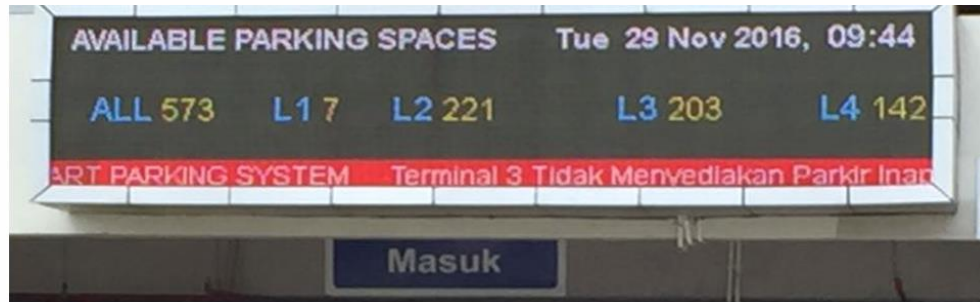 AVAILABLE PARKING SPACES Tue 29 Nov 2016, 09:44
ALL 573 L1 7 L2 221 L3 203 L4 142
ART PARKING SYSTEM Terminal 3 Tidak Menyediakan Parkir Inap
Masuk